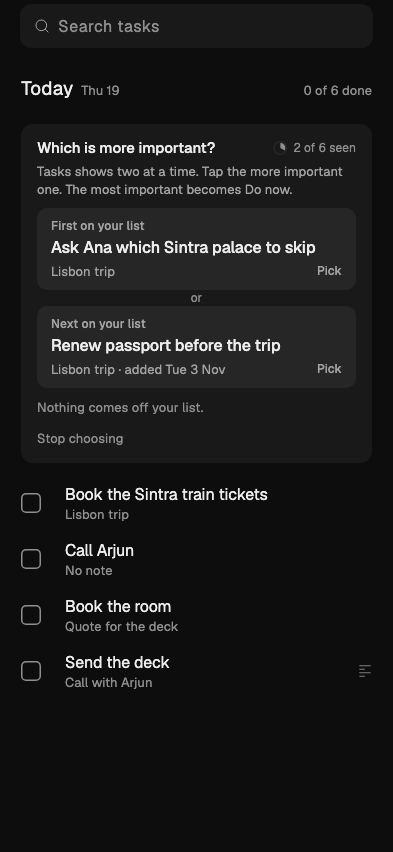 Search tasks
Today Thu 19
0 of 6 done
Which is more important?
2 of 6 seen
Tasks shows two at a time. Tap the more important
one. The most important becomes Do now.
First on your list
Ask Ana which Sintra palace to skip
Lisbon trip
Pick
or
Next on your list
Renew passport before the trip
Lisbon trip · added Tue 3 Nov
Pick
Nothing comes off your list.
Stop choosing
Book the Sintra train tickets
Lisbon trip
Call Arjun
No note
Book the room
Quote for the deck
Send the deck
Call with Arjun